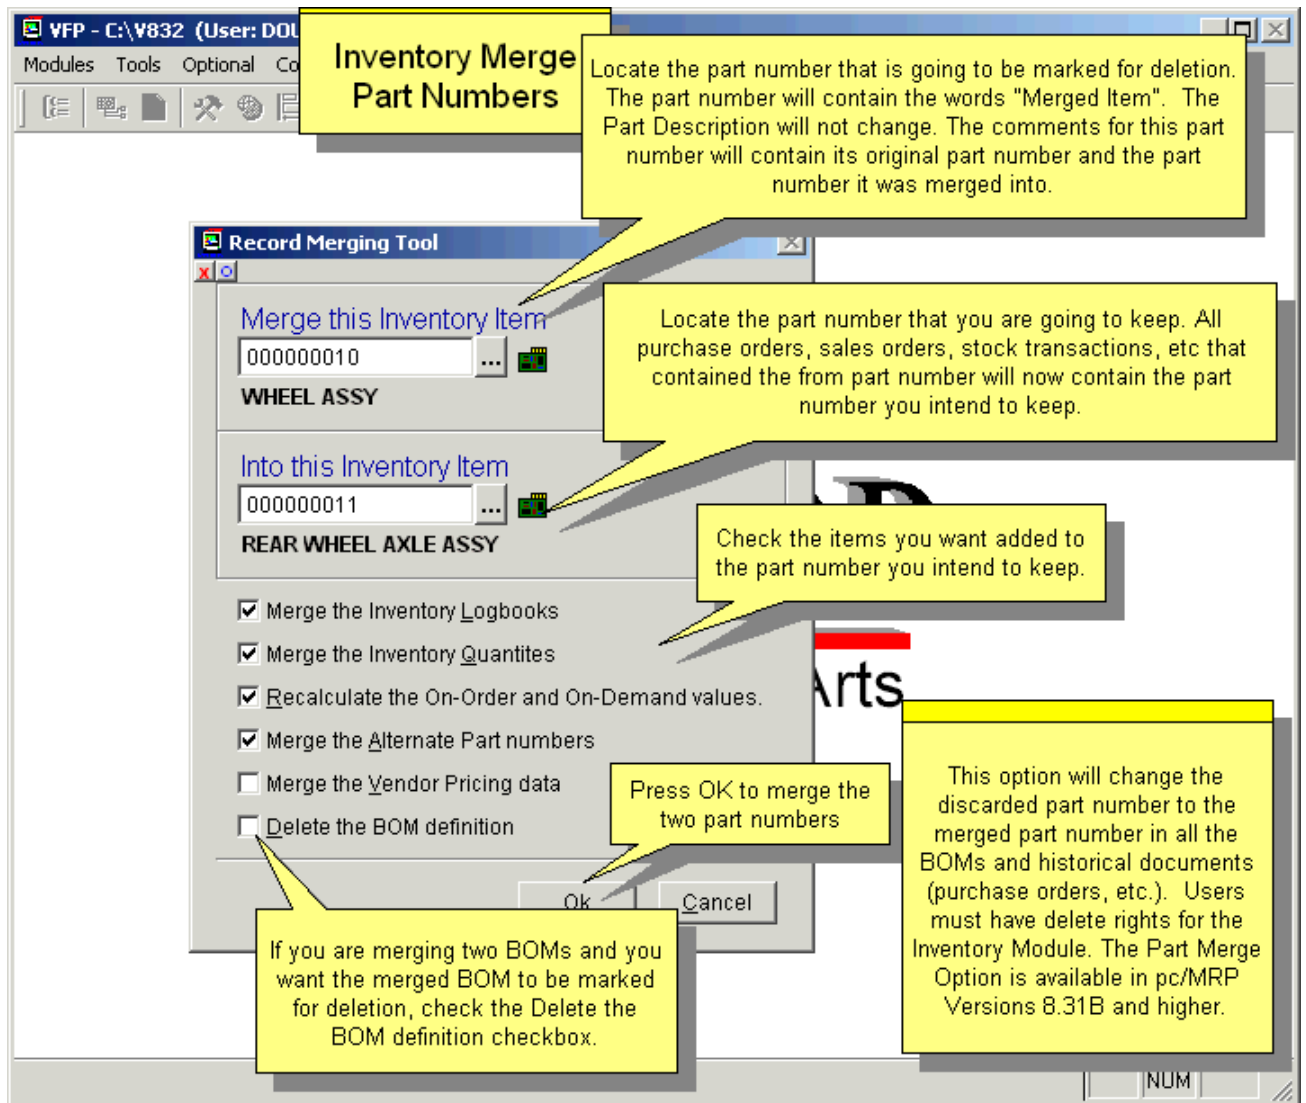 VFP - C:\V832 (User: DOU
Modules Tools Optional Co
Inventory Merge
Part Numbers
Locate the part number that is going to be marked for deletion.
The part number will contain the words "Merged Item". The
Part Description will not change. The comments for this part
number will contain its original part number and the part
number it was merged into.
Record Merging Tool
Merge this Inventory Item
000000010
...
WHEEL ASSY
Locate the part number that you are going to keep. All
purchase orders, sales orders, stock transactions, etc that
contained the from part number will now contain the part
number you intend to keep.
Into this Inventory Item
000000011
...
REAR WHEEL AXLE ASSY
Check the items you want added to
the part number you intend to keep.
Merge the Inventory Logbooks
Merge the Inventory Quantites
Recalculate the On-Order and On-Demand values.
Merge the Alternate Part numbers
Merge the Vendor Pricing data
Delete the BOM definition
Arts
Press OK to merge the
two part numbers
Ok
Cancel
If you are merging two BOMs and you
want the merged BOM to be marked
for deletion, check the Delete the
BOM definition checkbox.
This option will change the
discarded part number to the
merged part number in all the
BOMs and historical documents
(purchase orders, etc.). Users
must have delete rights for the
Inventory Module. The Part Merge
Option is available in pc/MRP
Versions 8.31B and higher.
NUM